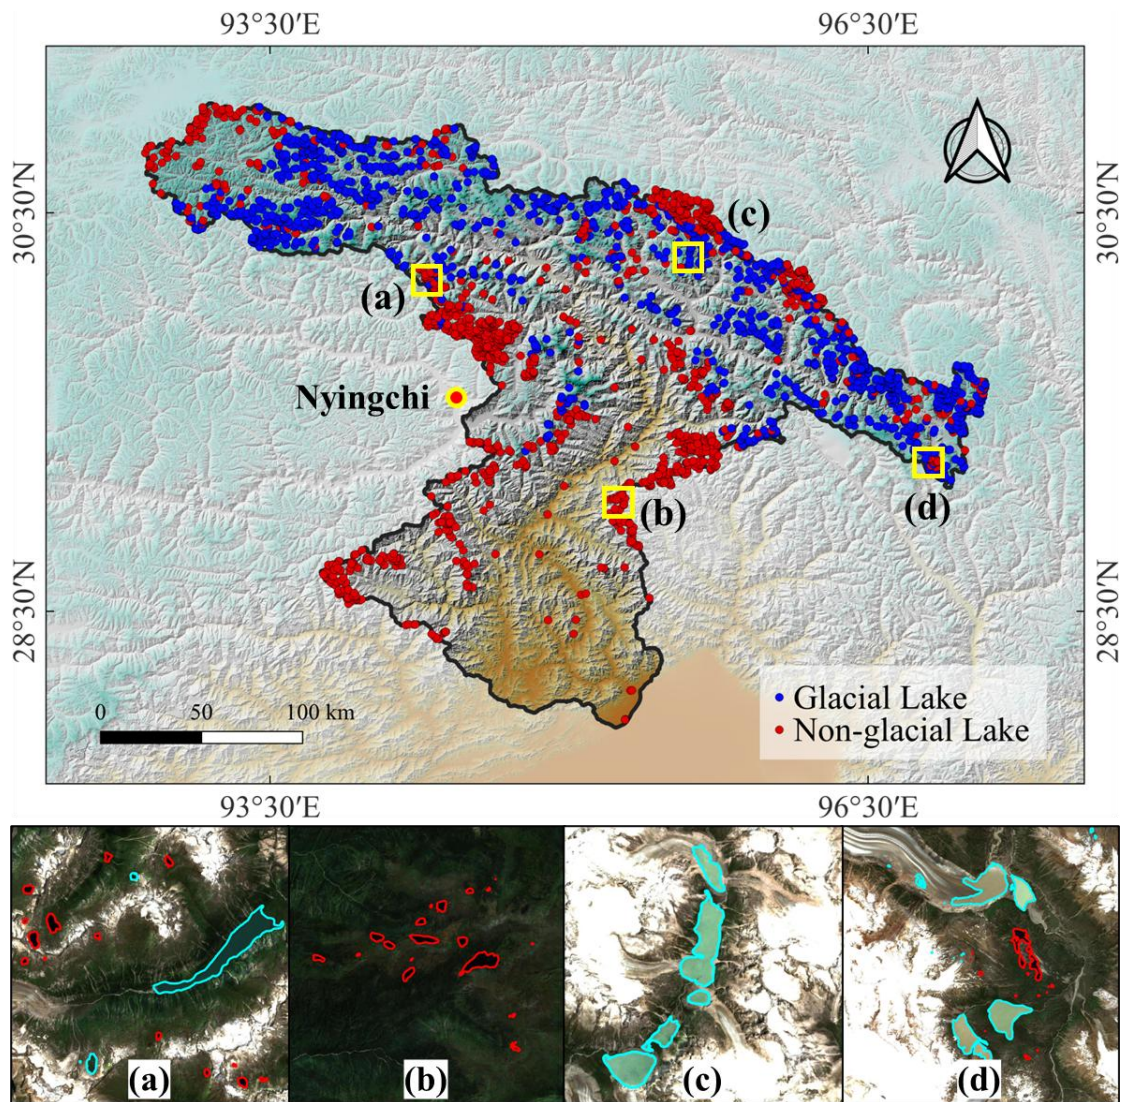 93°30′E
96°30′E
30°30′N
30°30′N
(c)
(a)
Nyingchi
(b)
(d)
28°30′N
28°30′N
0 50 100 km
Glacial Lake
Non-glacial Lake
93°30′E
96°30′E
(a)
(b)
(c)
(d)